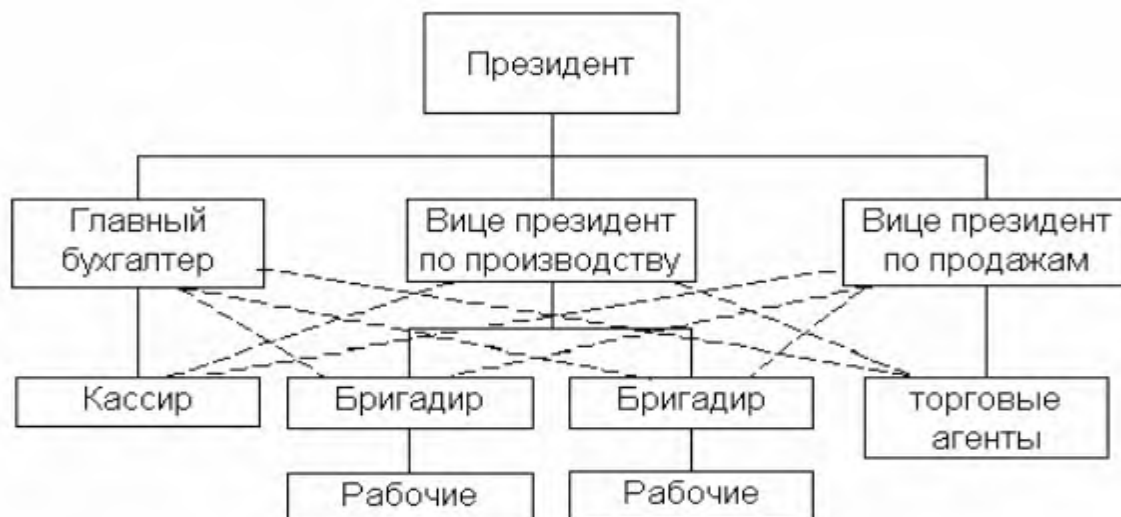 Президент
Главный
бухгалтер
Вице президент
по производству
Вице президент
по продажам
Кассир
Бригадир
Бригадир
торговые
агенты
Рабочие
Рабочие